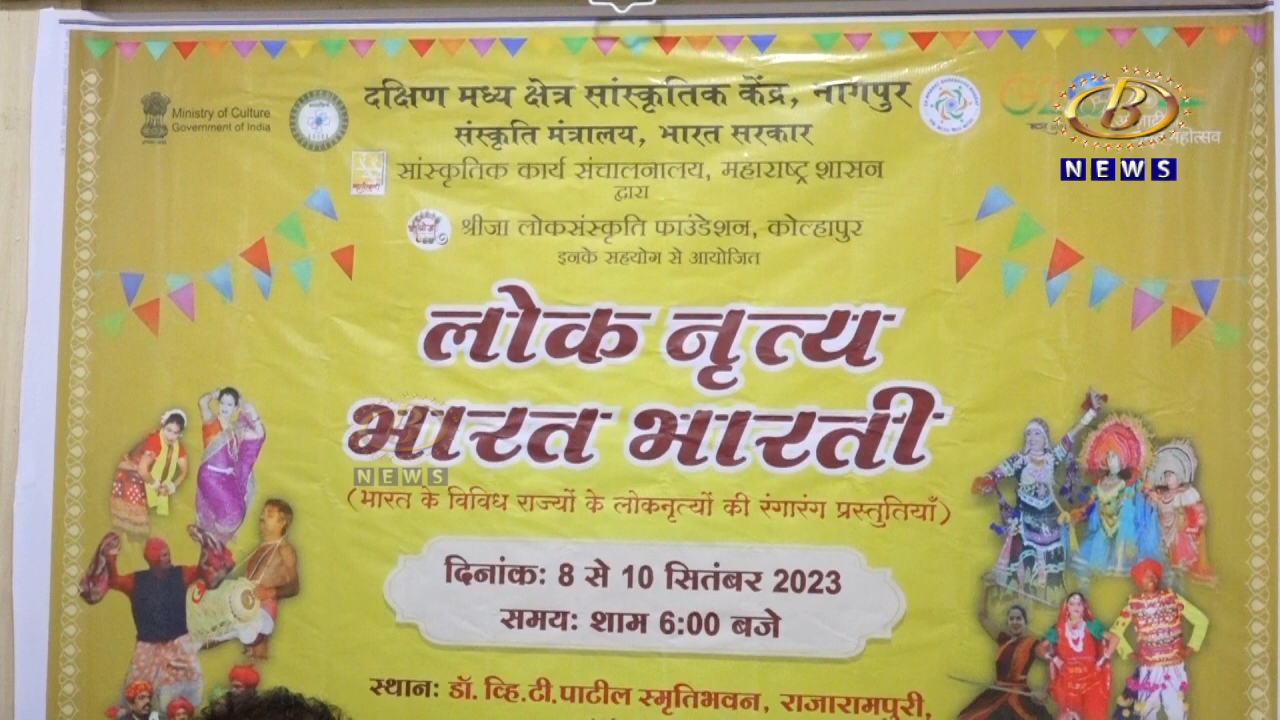 दक्षिण मध्य क्षेत्र सांस्कृतिक केंद्र, नागपुर
Ministry of Culture
Government of India
संस्कृति मंत्रालय, भारत सरकार
सांस्कृतिक कार्य संचालनालय, महाराष्ट्र शासन
द्वारा
श्रीजा लोकसंस्कृति फाउंडेशन, कोल्हापुर
इनके सहयोग से आयोजित
महोत्सव
B
NEWS
लोक नृत्य
भारत भारती
NEWS
(भारत के विविध राज्यों के लोकनृत्यों की रंगारंग प्रस्तुतियाँ)
दिनांक: 8 से 10 सितंबर 2023
समय: शाम 6:00 बजे
स्थान: डॉ. व्हि.टी.पाटील स्मृतिभवन, राजारामपुरी,